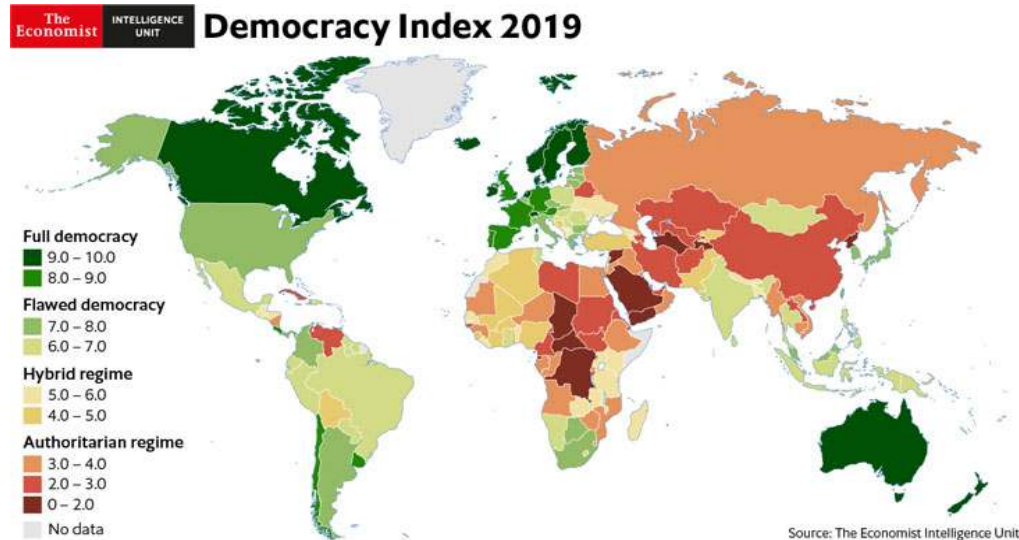 The
Economist
INTELLIGENCE
UNIT
Democracy Index 2019
Full democracy
9.0 – 10.0
8.0 – 9.0
Flawed democracy
7.0 – 8.0
6.0 – 7.0
Hybrid regime
5.0 – 6.0
4.0 – 5.0
Authoritarian regime
3.0 – 4.0
2.0 – 3.0
0 – 2.0
No data
Source: The Economist Intelligence Unit